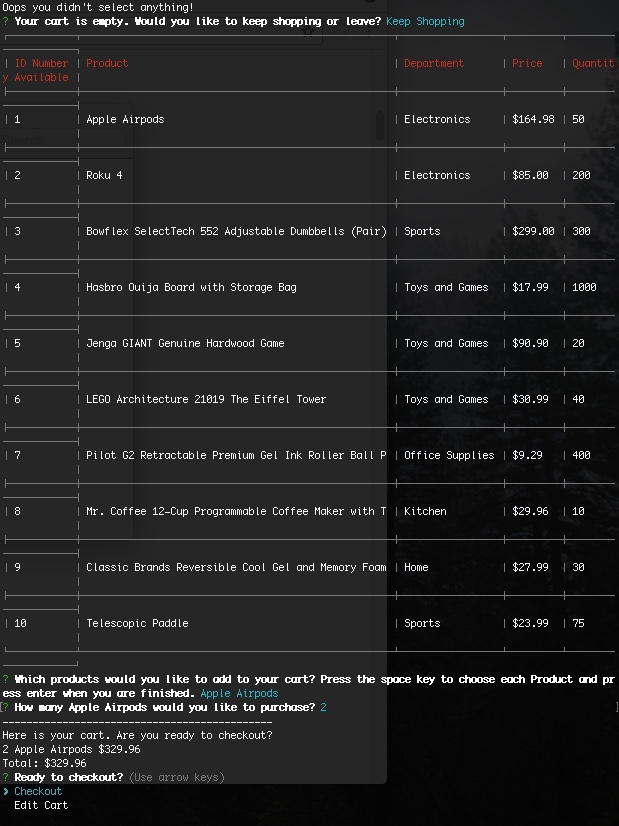 Oops you didn't select anything!
? Your cart is empty. Would you like to keep shopping or leave? Keep Shopping
| ID Number | Product | Department | Price | Quantit
y Available
| 1 | Apple Airpods | Electronics | $164.98 | 50
| 2 | Roku 4 | Electronics | $85.00 | 200
| 3 | Bowflex SelectTech 552 Adjustable Dumbbells (Pair) | Sports | $299.00 | 300
| 4 | Hasbro Ouija Board with Storage Bag | Toys and Games | $17.99 | 1000
| 5 | Jenga GIANT Genuine Hardwood Game | Toys and Games | $90.90 | 20
| 6 | LEGO Architecture 21019 The Eiffel Tower | Toys and Games | $30.99 | 40
| 7 | Pilot G2 Retractable Premium Gel Ink Roller Ball P | Office Supplies | $9.29 | 400
| 8 | Mr. Coffee 12-Cup Programmable Coffee Maker with T | Kitchen | $29.96 | 10
| 9 | Classic Brands Reversible Cool Gel and Memory Foam | Home | $27.99 | 30
| 10 | Telescopic Paddle | Sports | $23.99 | 75
? Which products would you like to add to your cart? Press the space key to choose each Product and pr
ess enter when you are finished. Apple Airpods
[? How many Apple Airpods would you like to purchase? 2 ]
---------------------------------------------
Here is your cart. Are you ready to checkout?
2 Apple Airpods $329.96
Total: $329.96
? Ready to checkout? (Use arrow keys)
❯ Checkout
Edit Cart